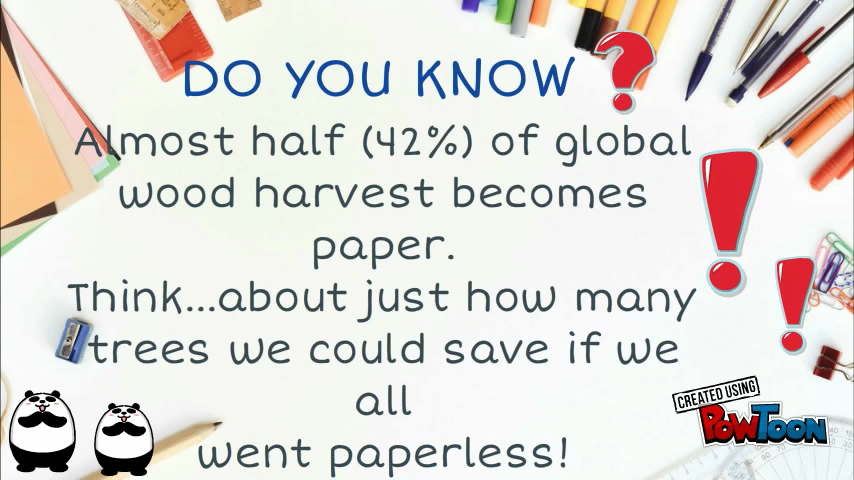 DO YOU KNOW?
Almost half (42%) of global
wood harvest becomes
paper.
Think...about just how many
trees we could save if we
all
went paperless!
CREATED USING
POWTOON